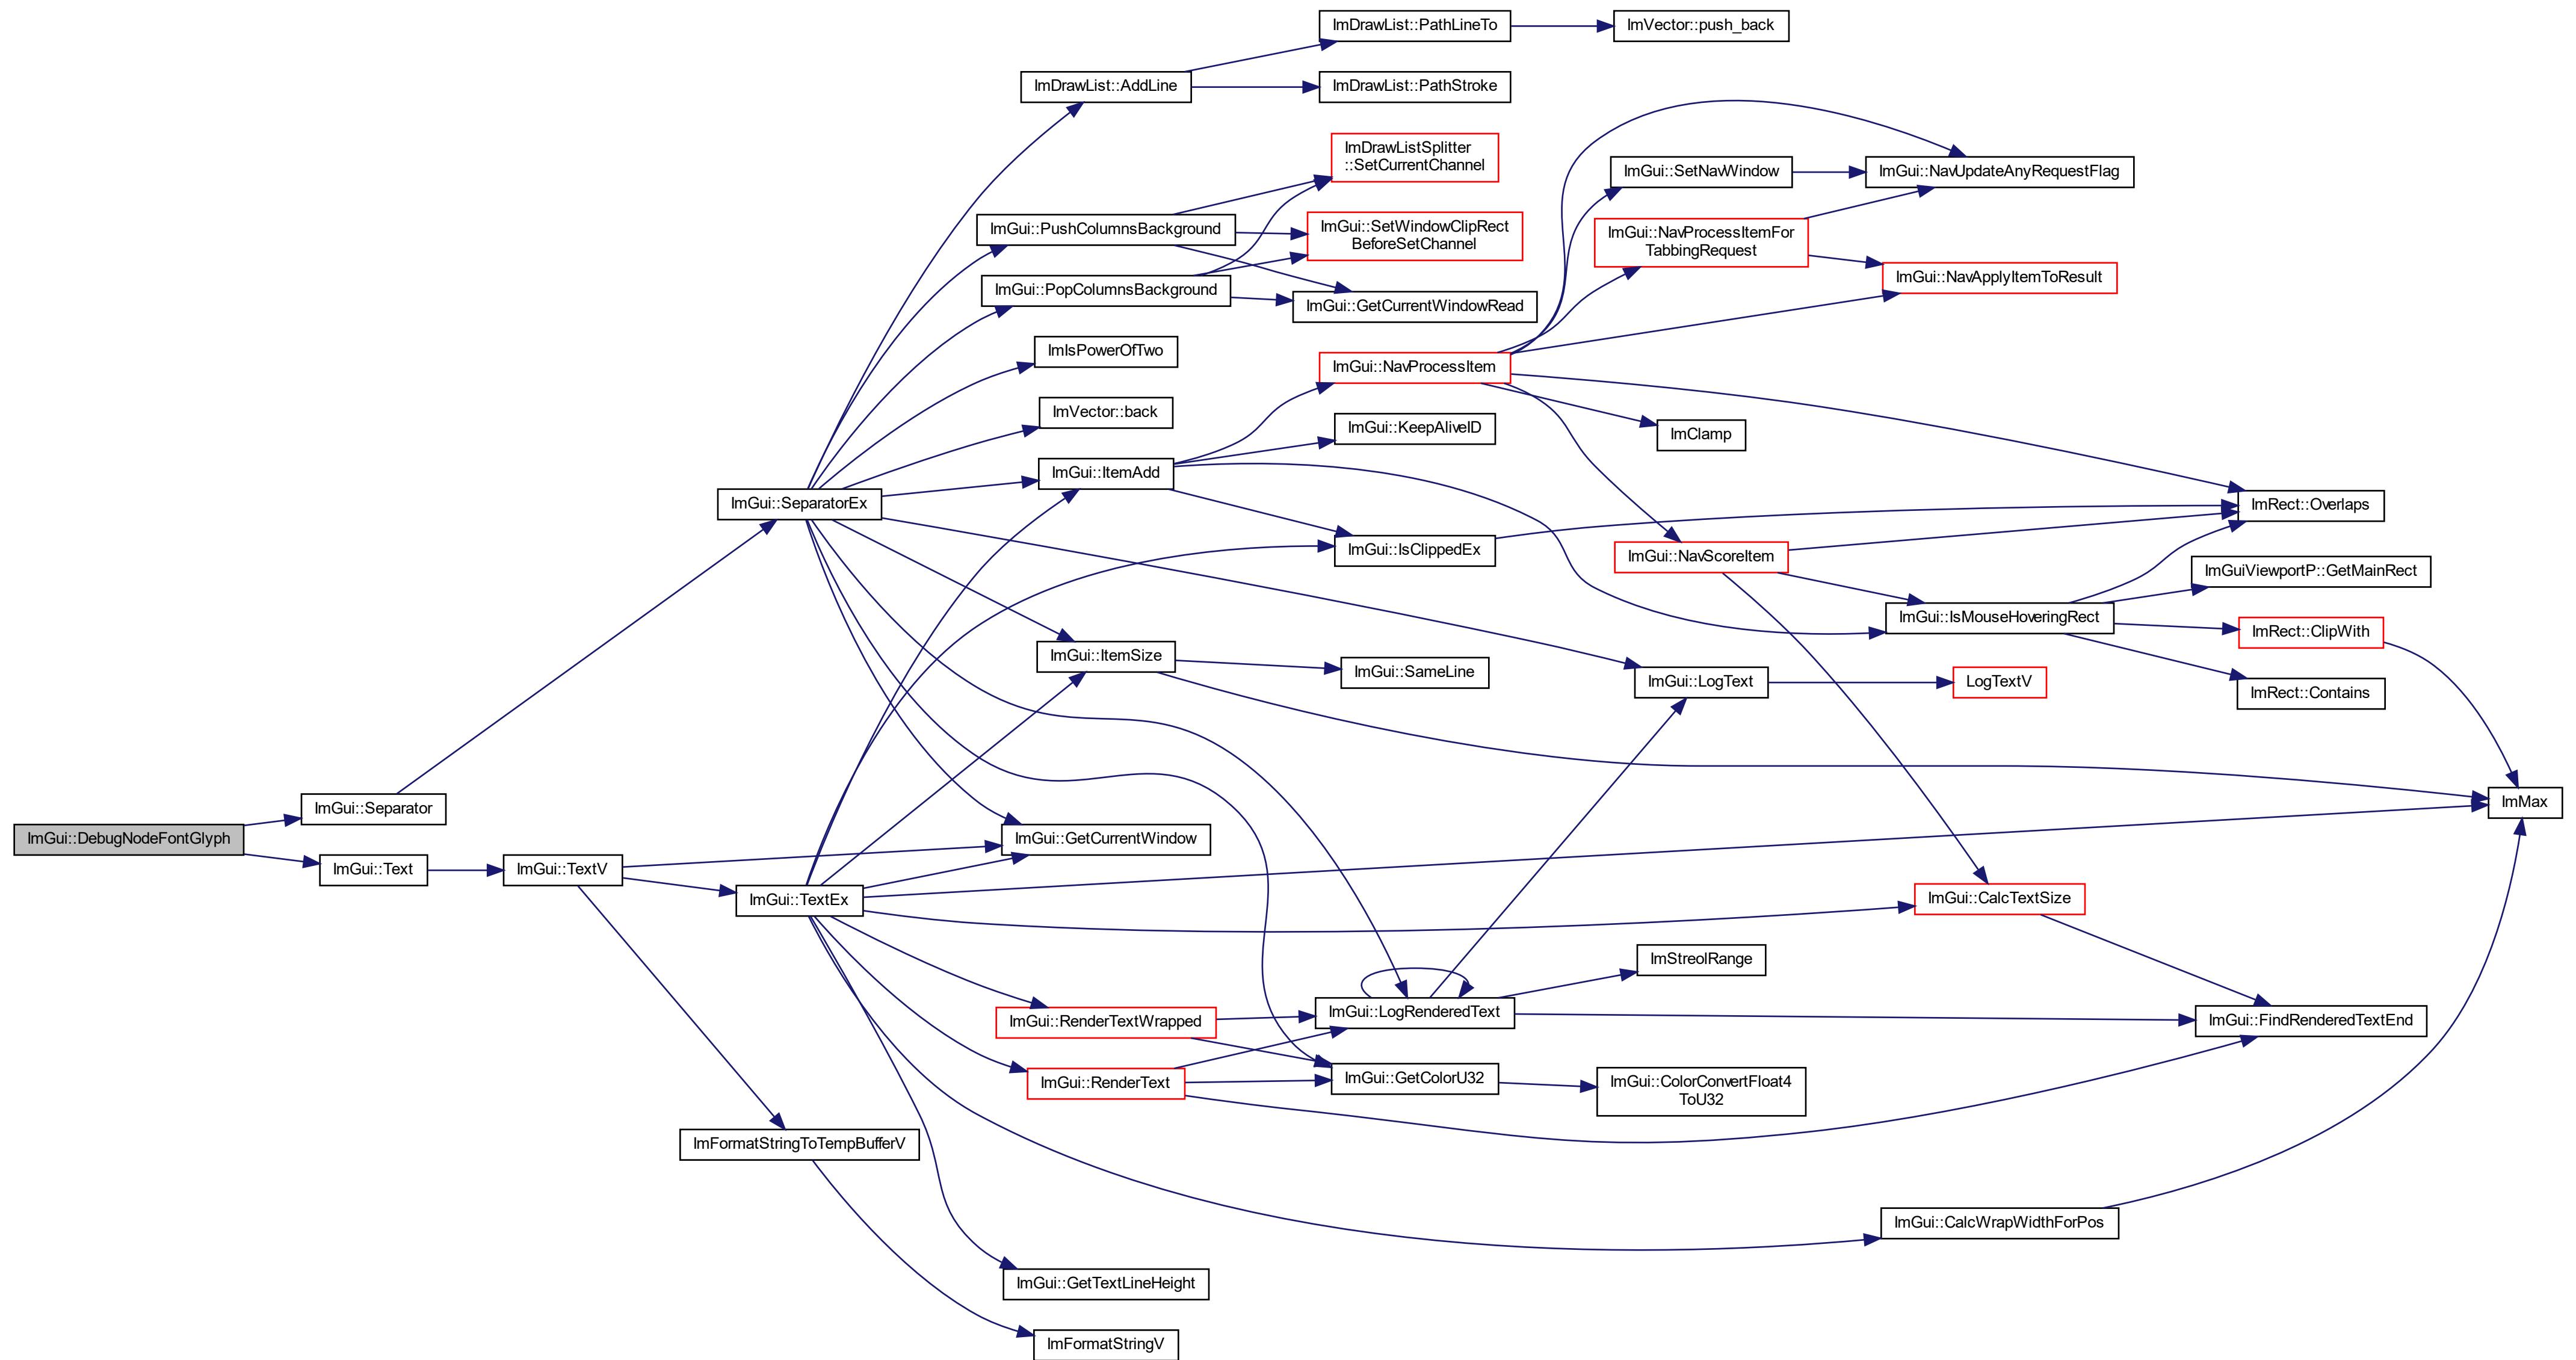 ImDrawList::PathLineTo
ImVector::push_back
ImDrawList::AddLine
ImDrawList::PathStroke
ImDrawListSplitter
::SetCurrentChannel
ImGui::SetNavWindow
ImGui::NavUpdateAnyRequestFlag
ImGui::PushColumnsBackground
ImGui::SetWindowClipRect
BeforeSetChannel
ImGui::NavProcessItemFor
TabbingRequest
ImGui::NavApplyItemToResult
ImGui::PopColumnsBackground
ImGui::GetCurrentWindowRead
ImIsPowerOfTwo
ImGui::NavProcessItem
ImVector::back
ImGui::KeepAliveID
ImClamp
ImGui::ItemAdd
ImGui::SeparatorEx
ImRect::Overlaps
ImGui::IsClippedEx
ImGui::NavScoreItem
ImGuiViewportP::GetMainRect
ImGui::IsMouseHoveringRect
ImRect::ClipWith
ImGui::ItemSize
ImGui::SameLine
ImGui::LogText
LogTextV
ImRect::Contains
ImGui::Separator
ImMax
ImGui::DebugNodeFontGlyph
ImGui::GetCurrentWindow
ImGui::Text
ImGui::TextV
ImGui::TextEx
ImGui::CalcTextSize
ImStreolRange
ImGui::RenderTextWrapped
ImGui::LogRenderedText
ImGui::FindRenderedTextEnd
ImGui::RenderText
ImGui::GetColorU32
ImGui::ColorConvertFloat4
ToU32
ImFormatStringToTempBufferV
ImGui::CalcWrapWidthForPos
ImGui::GetTextLineHeight
ImFormatStringV